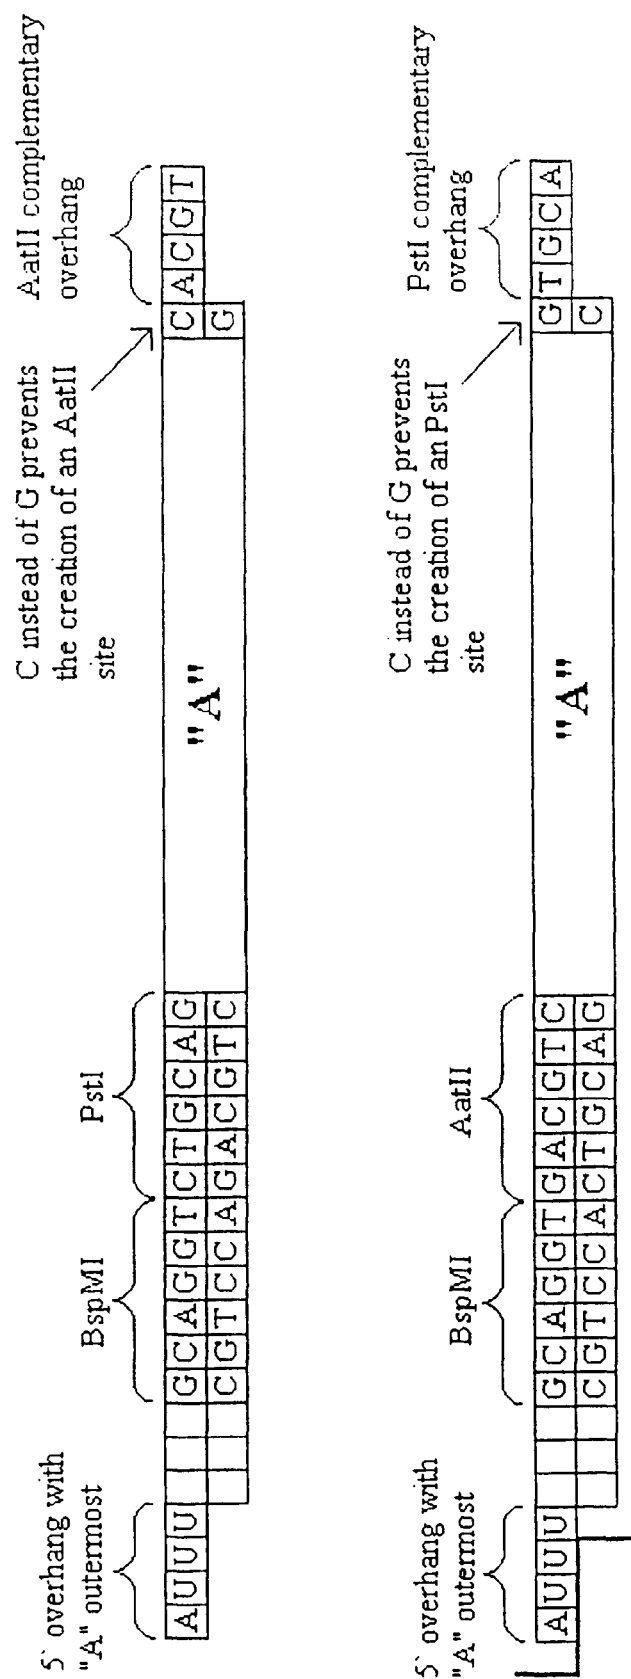 5` overhang with
"A" outermost
BspMI
PstI
C instead of G prevents
the creation of an AatII
site
AatII complementary
overhang
A U U U G C A G G T C T G C A G "A" C A C G T
C G T C C A G A C G T C G
5` overhang with
"A" outermost
BspMI
AatII
C instead of G prevents
the creation of an PstI
site
PstI complementary
overhang
A U U U G C A G G T G A C G T C "A" G T G C A
C G T C C A C T G C A G C